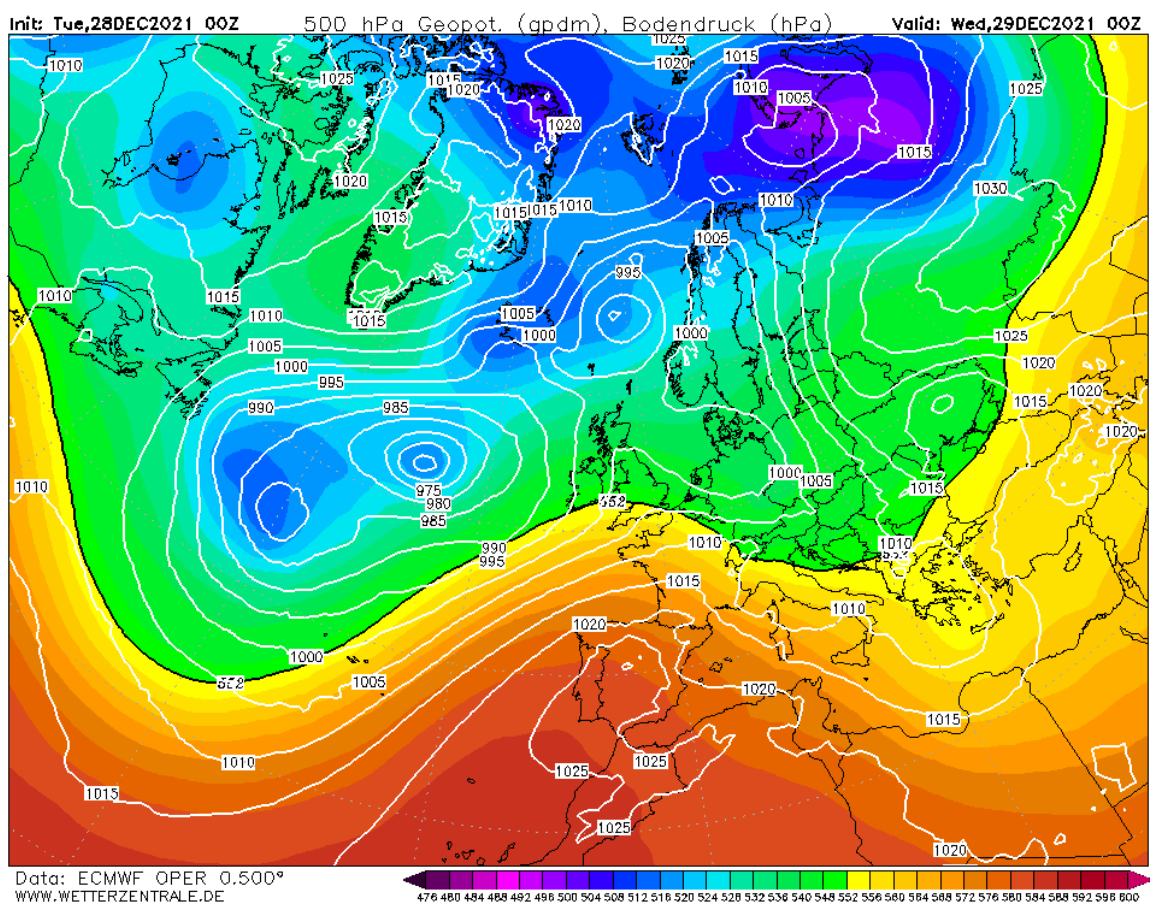 Init: Tue,28DEC2021 00Z 500 hPa Geopot. (gpdm), Bodendruck (hPa) Valid: Wed,29DEC2021 00Z
1025
1010 1015 1020
1025 1015
1020 1010 1025
1005
1020
1015
1020 1030
1015 1015 1015 1010 1010
1005
995
1010 1015
1010 1005
1015
1005 1000 1000 1025
1000 1020
995 1020
990 985 1015
1020
1010 975 1000 1005 1015
980 552
985
990 1010 1010
995 552
1015
1010
1020
1000
552 1005 1020
1015
1010 1025
1025
1015
1025
1020
Data: ECMWF OPER 0.500°
WWW.WETTERZENTRALE.DE
476 480 484 488 492 496 500 504 508 512 516 520 524 528 532 536 540 544 548 552 556 560 564 568 572 576 580 584 588 592 596 600